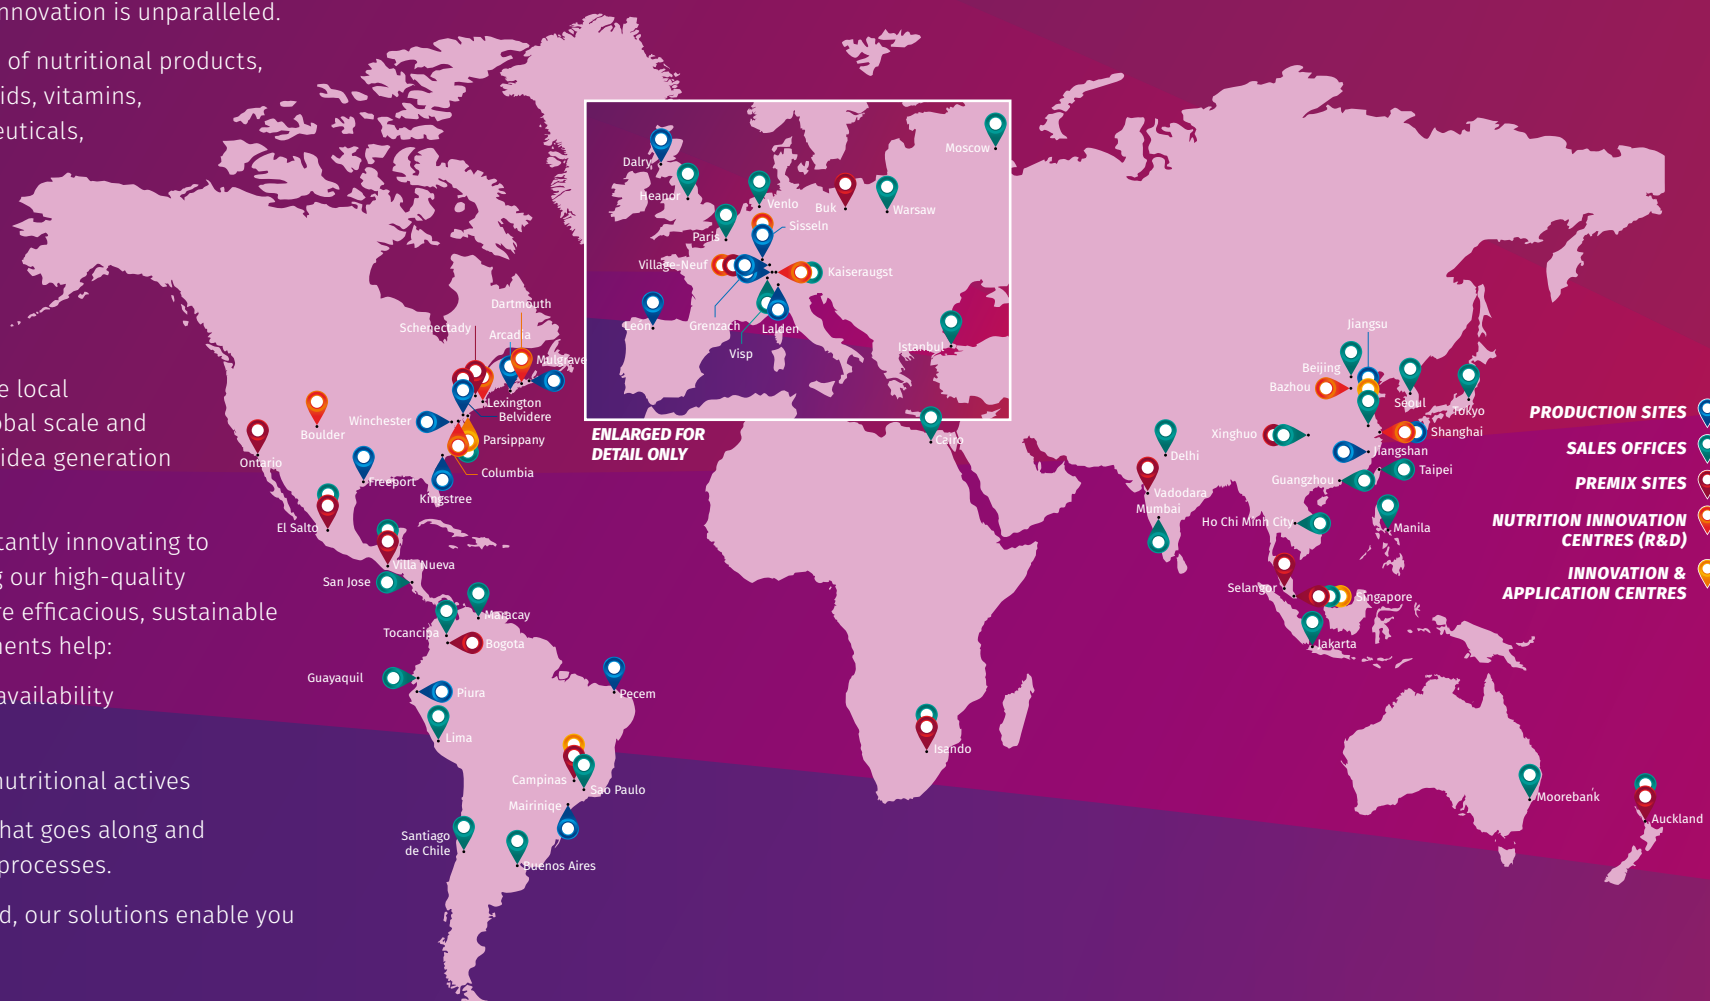 nnovation is unparalleled.
of nutritional products,
ids, vitamins,
euticals,
e local
obal scale and
idea generation
tantly innovating to
g our high-quality
re efficacious, sustainable
nents help:
availability
nutritional actives
hat goes along and
processes.
d, our solutions enable you
Dartmouth
Schenectady
Arcadia
Mulgrave
Lexington
Belvidere
Winchester
Parsippany
Boulder
Columbia
Ontario
Freeport
Kingstree
El Salto
Villa Nueva
San Jose
Maracay
Tocancipa
Bogota
Guayaquil
Piura
Pecem
Lima
Campinas
Sao Paulo
Mairiniqe
Santiago
de Chile
Buenos Aires
Moscow
Dalry
Heanor
Venlo
Buk
Warsaw
Paris
Sisseln
Village-Neuf
Kaiseraugst
León
Grenzach
Lalden
Visp
Istanbul
ENLARGED FOR
DETAIL ONLY
Cairo
Isando
Jiangsu
Beijing
Bazhou
Seoul
Tokyo
Xinghuo
Shanghai
Jiangshan
Delhi
Taipei
Guangzhou
Vadodara
Mumbai
Ho Chi Minh City
Manila
Selangor
Singapore
Jakarta
Moorebank
Auckland
PRODUCTION SITES
SALES OFFICES
PREMIX SITES
NUTRITION INNOVATION
CENTRES (R&D)
INNOVATION &
APPLICATION CENTRES